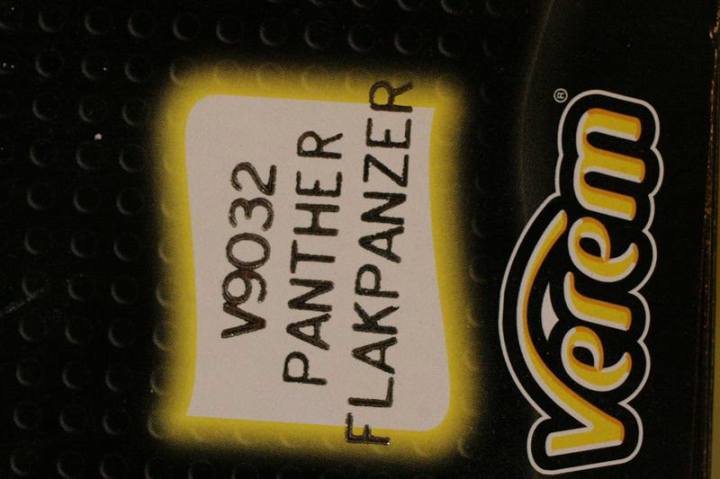 V9032
PANTHER
FLAKPANZER
Verem®